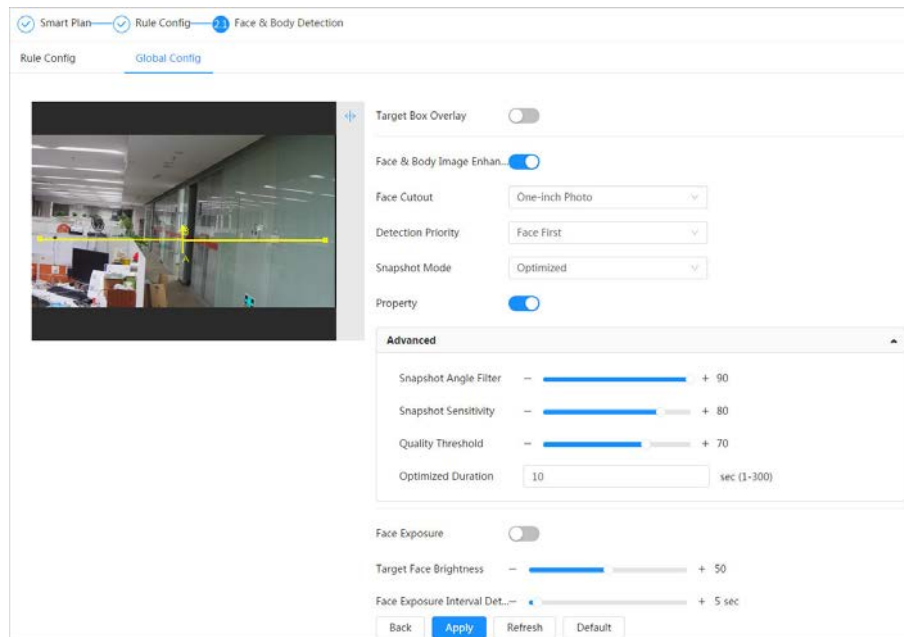 Smart Plan Rule Config 2.1 Face & Body Detection
Rule Config Global Config
Target Box Overlay
Face & Body Image Enhan...
Face Cutout One-inch Photo
Detection Priority Face First
Snapshot Mode Optimized
Property
Advanced
Snapshot Angle Filter − + 90
Snapshot Sensitivity − + 80
Quality Threshold − + 70
Optimized Duration 10 sec (1-300)
Face Exposure
Target Face Brightness − + 50
Face Exposure Interval Det... − + 5 sec
Back Apply Refresh Default
A